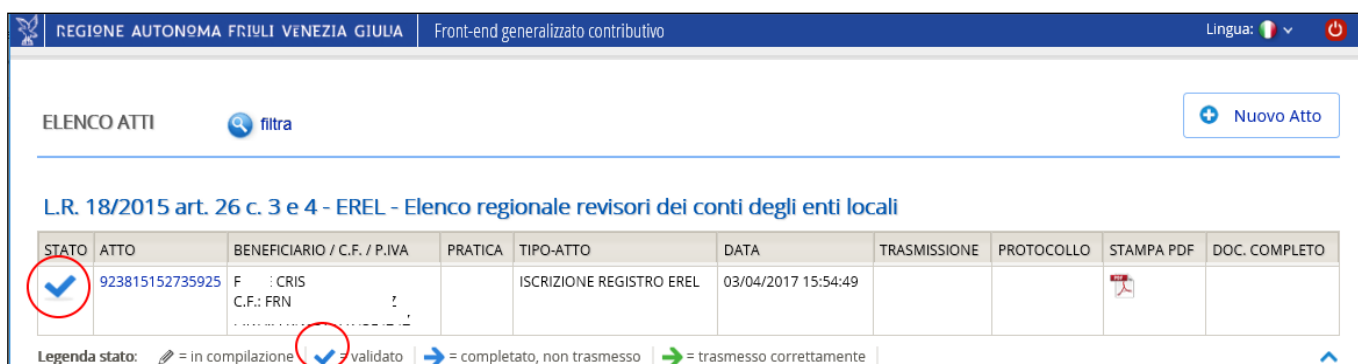 REGIONE AUTONOMA FRIULI VENEZIA GIULIA Front-end generalizzato contributivo Lingua:
ELENCO ATTI filtra Nuovo Atto
L.R. 18/2015 art. 26 c. 3 e 4 - EREL - Elenco regionale revisori dei conti degli enti locali
STATO ATTO BENEFICIARIO / C.F. / P.IVA PRATICA TIPO-ATTO DATA TRASMISSIONE PROTOCOLLO STAMPA PDF DOC. COMPLETO
923815152735925 F CRIS ISCRIZIONE REGISTRO EREL 03/04/2017 15:54:49
C.F.: FRN
Legenda stato: = in compilazione = validato = completato, non trasmesso = trasmesso correttamente